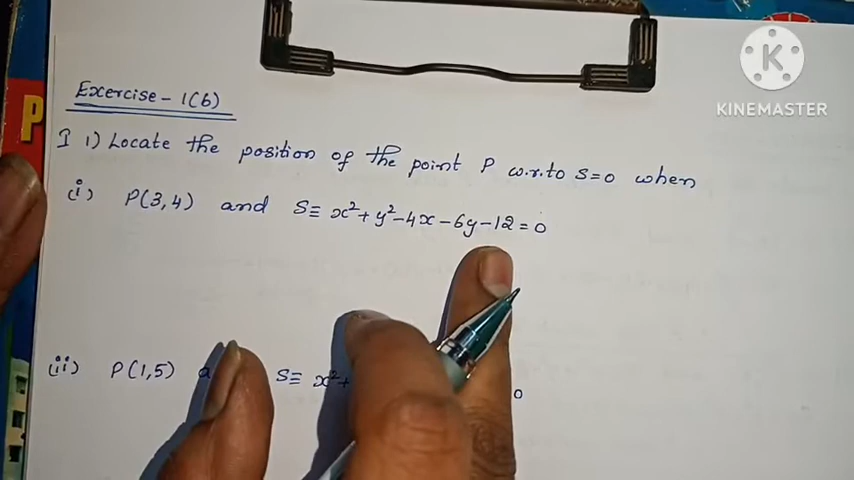 KINEMASTER
Exercise - 1(b)
I 1) Locate the position of the point P w.r.to S=0 when
(i) P(3,4) and S≡ x²+y²-4x-6y-12=0
(ii) P(1,5) a S≡ x²+ 0
P